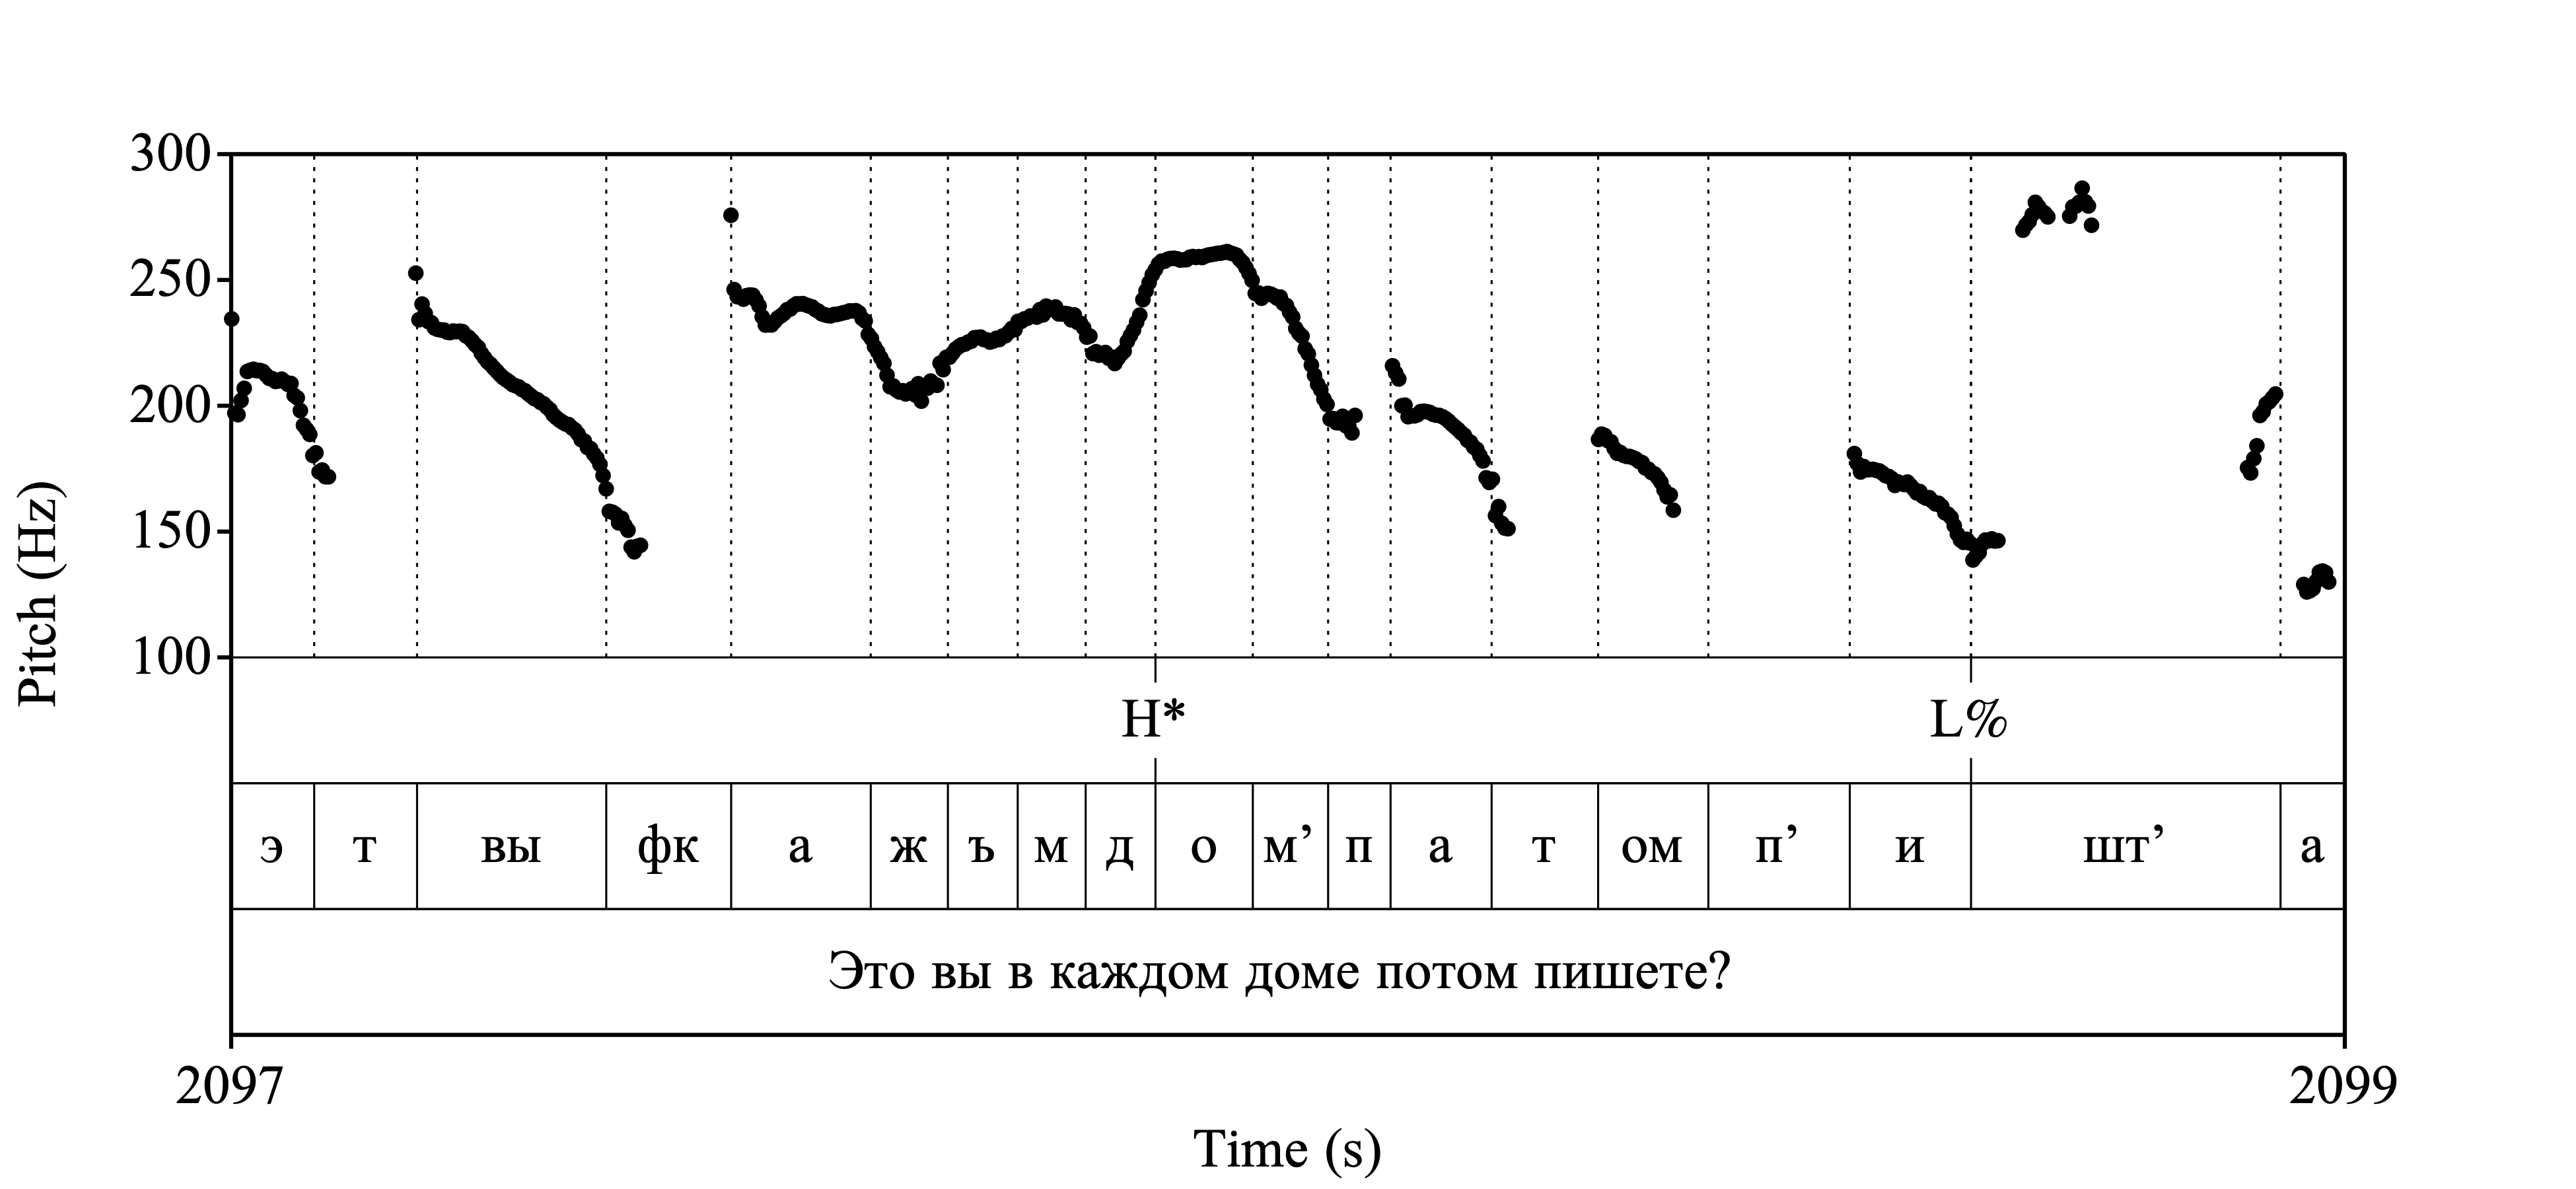 300
250
200
150
100
Pitch (Hz)
H* L%
э т вы фк а ж ъ м д о м’ п а т ом п’ и шт’ а
Это вы в каждом доме потом пишете?
2097 2099
Time (s)